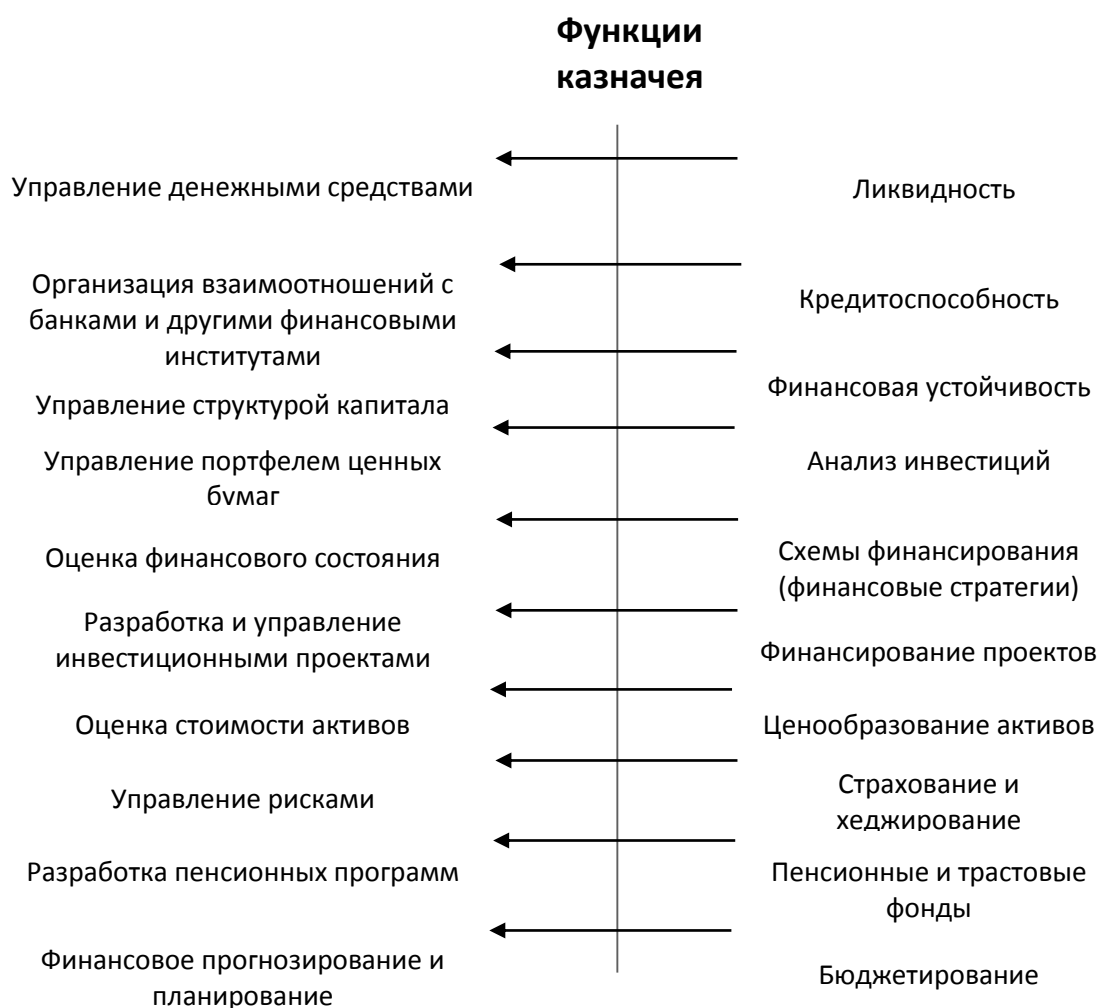 Функции
казначея
Управление денежными средствами
Ликвидность
Организация взаимоотношений с
банками и другими финансовыми
институтами
Кредитоспособность
Управление структурой капитала
Финансовая устойчивость
Управление портфелем ценных
бумаг
Анализ инвестиций
Оценка финансового состояния
Схемы финансирования
(финансовые стратегии)
Разработка и управление
инвестиционными проектами
Финансирование проектов
Оценка стоимости активов
Ценообразование активов
Управление рисками
Страхование и
хеджирование
Разработка пенсионных программ
Пенсионные и трастовые
фонды
Финансовое прогнозирование и
планирование
Бюджетирование